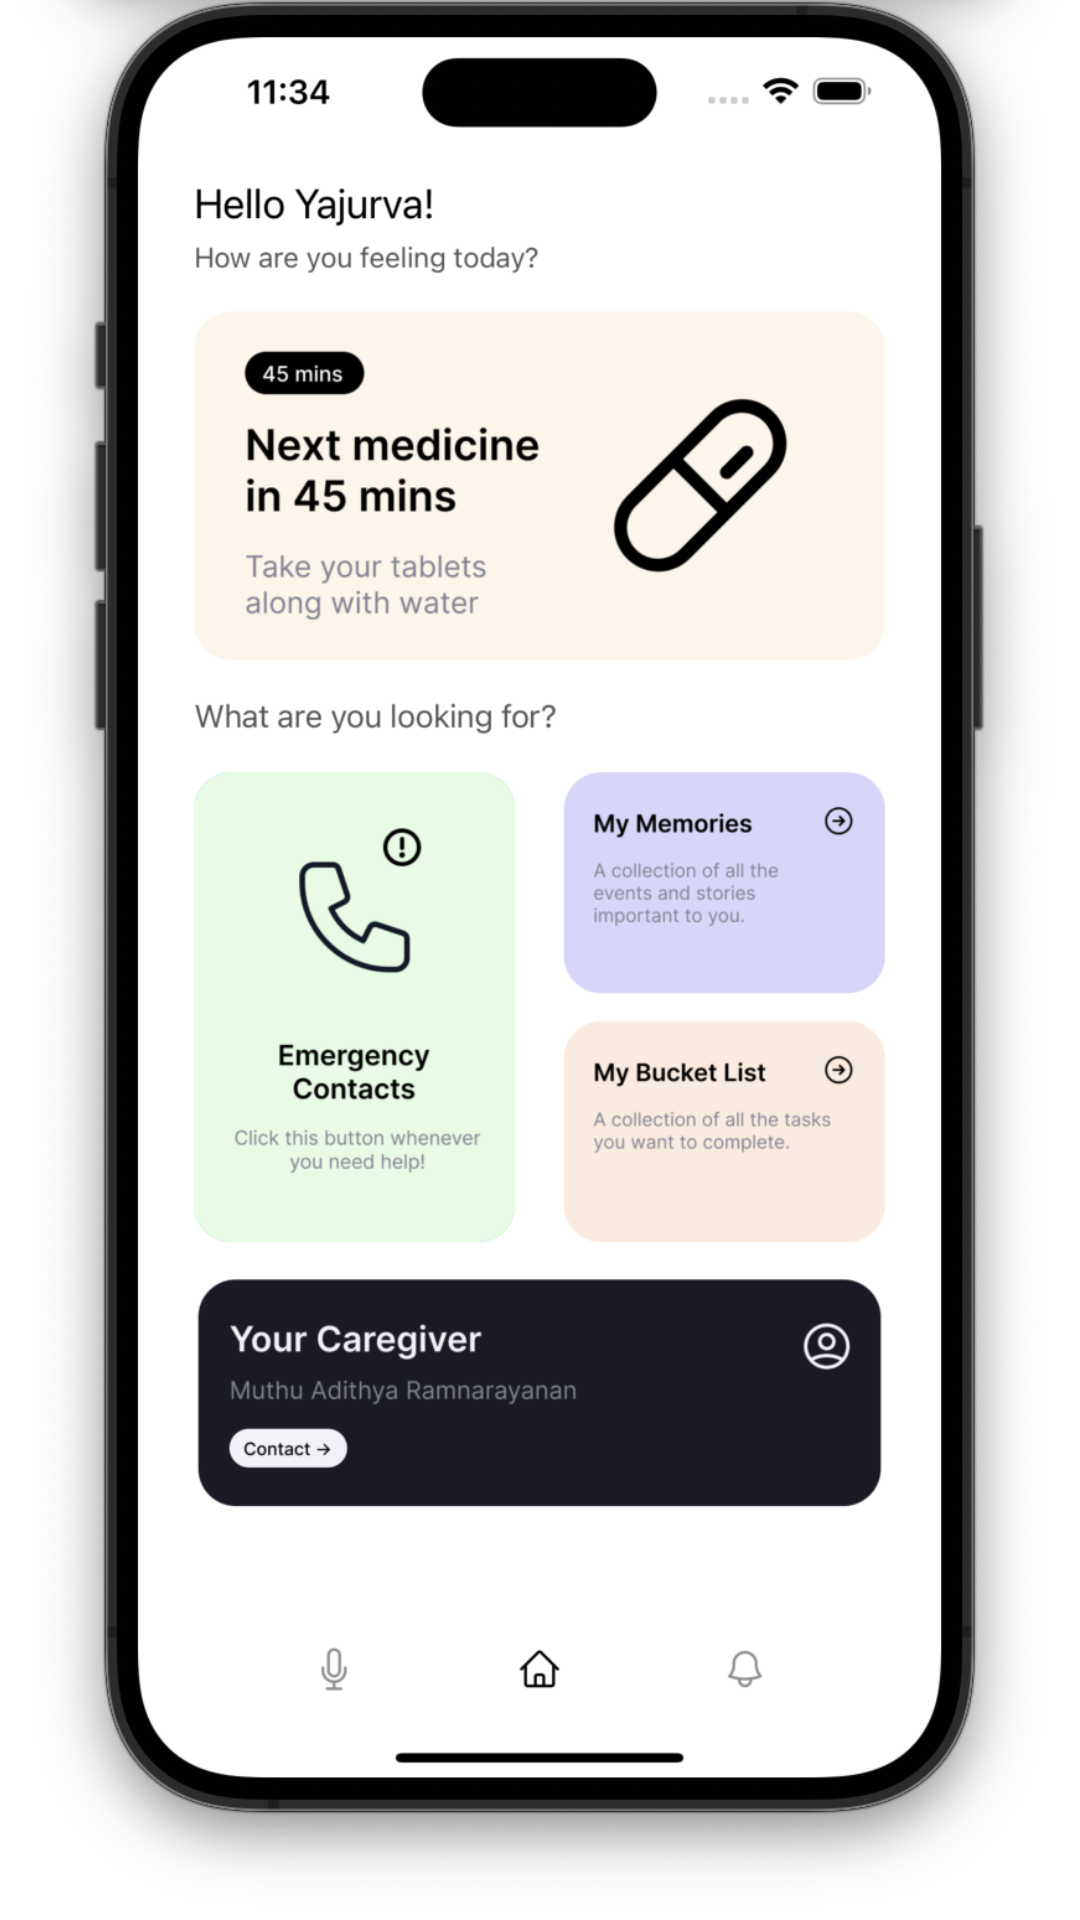 11:34
Hello Yajurva!
How are you feeling today?
45 mins
Next medicine
in 45 mins
Take your tablets
along with water
What are you looking for?
Emergency
Contacts
Click this button whenever
you need help!
My Memories
A collection of all the
events and stories
important to you.
My Bucket List
A collection of all the tasks
you want to complete.
Your Caregiver
Muthu Adithya Ramnarayanan
Contact →